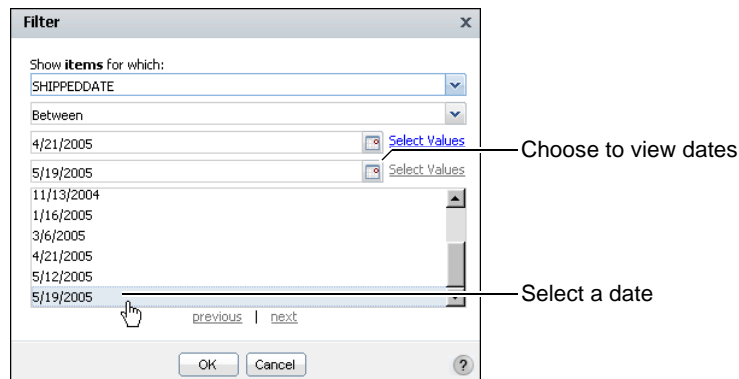 Filter
x
Show items for which:
SHIPPEDDATE
Between
4/21/2005 Select Values
Choose to view dates
5/19/2005 Select Values
11/13/2004
1/16/2005
3/6/2005
4/21/2005
5/12/2005
5/19/2005
Select a date
previous | next
OK Cancel ?